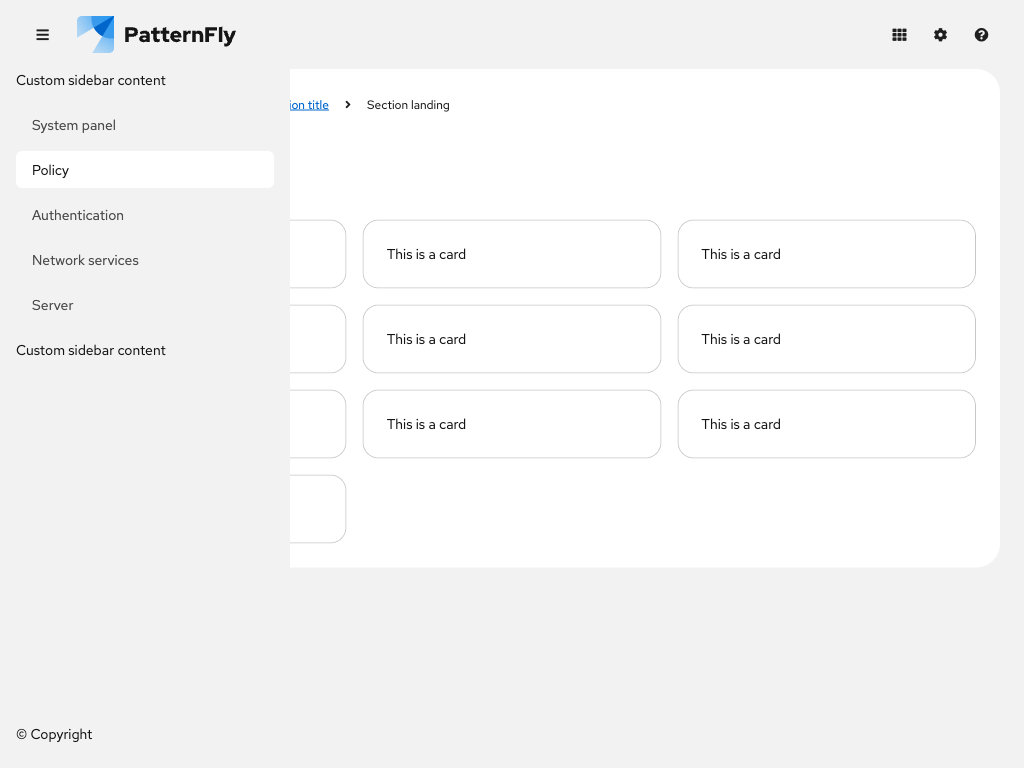 PatternFly
Custom sidebar content
System panel
Policy
Authentication
Network services
Server
Custom sidebar content
© Copyright
ion title
Section landing
This is a card
This is a card
This is a card
This is a card
This is a card
This is a card